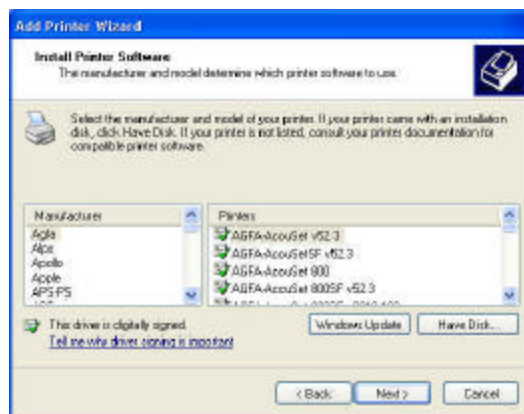 Add Printer Wizard
Install Printer Software
The manufacturer and model determine which printer software to use.
Select the manufacturer and model of your printer. If your printer came with an installation
disk, click Have Disk. If your printer is not listed, consult your printer documentation for
compatible printer software.
Manufacturer
Agfa
Alps
Apollo
Apple
APS-PS
Printers
AGFA-AccuSet v52.3
AGFA-AccuSetSF v52.3
AGFA-AccuSet 800
AGFA-AccuSet 800SF v52.3
This driver is digitally signed.
Tell me why driver signing is important
Windows Update
Have Disk...
< Back
Next >
Cancel